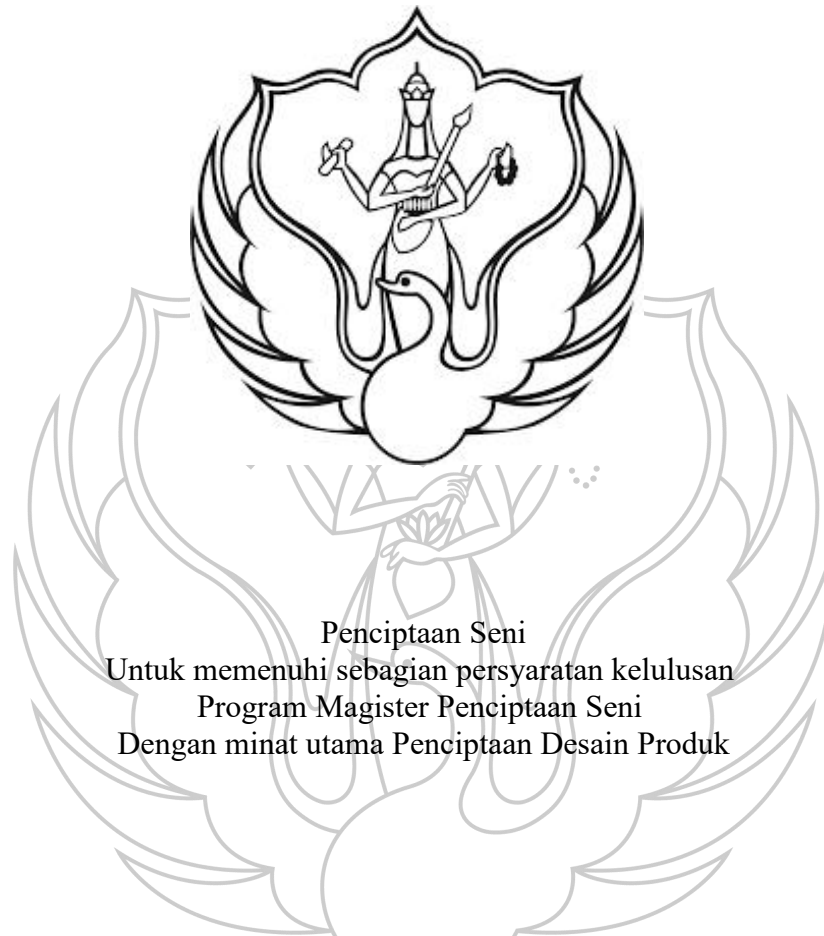 Penciptaan Seni
Untuk memenuhi sebagian persyaratan kelulusan
Program Magister Penciptaan Seni
Dengan minat utama Penciptaan Desain Produk